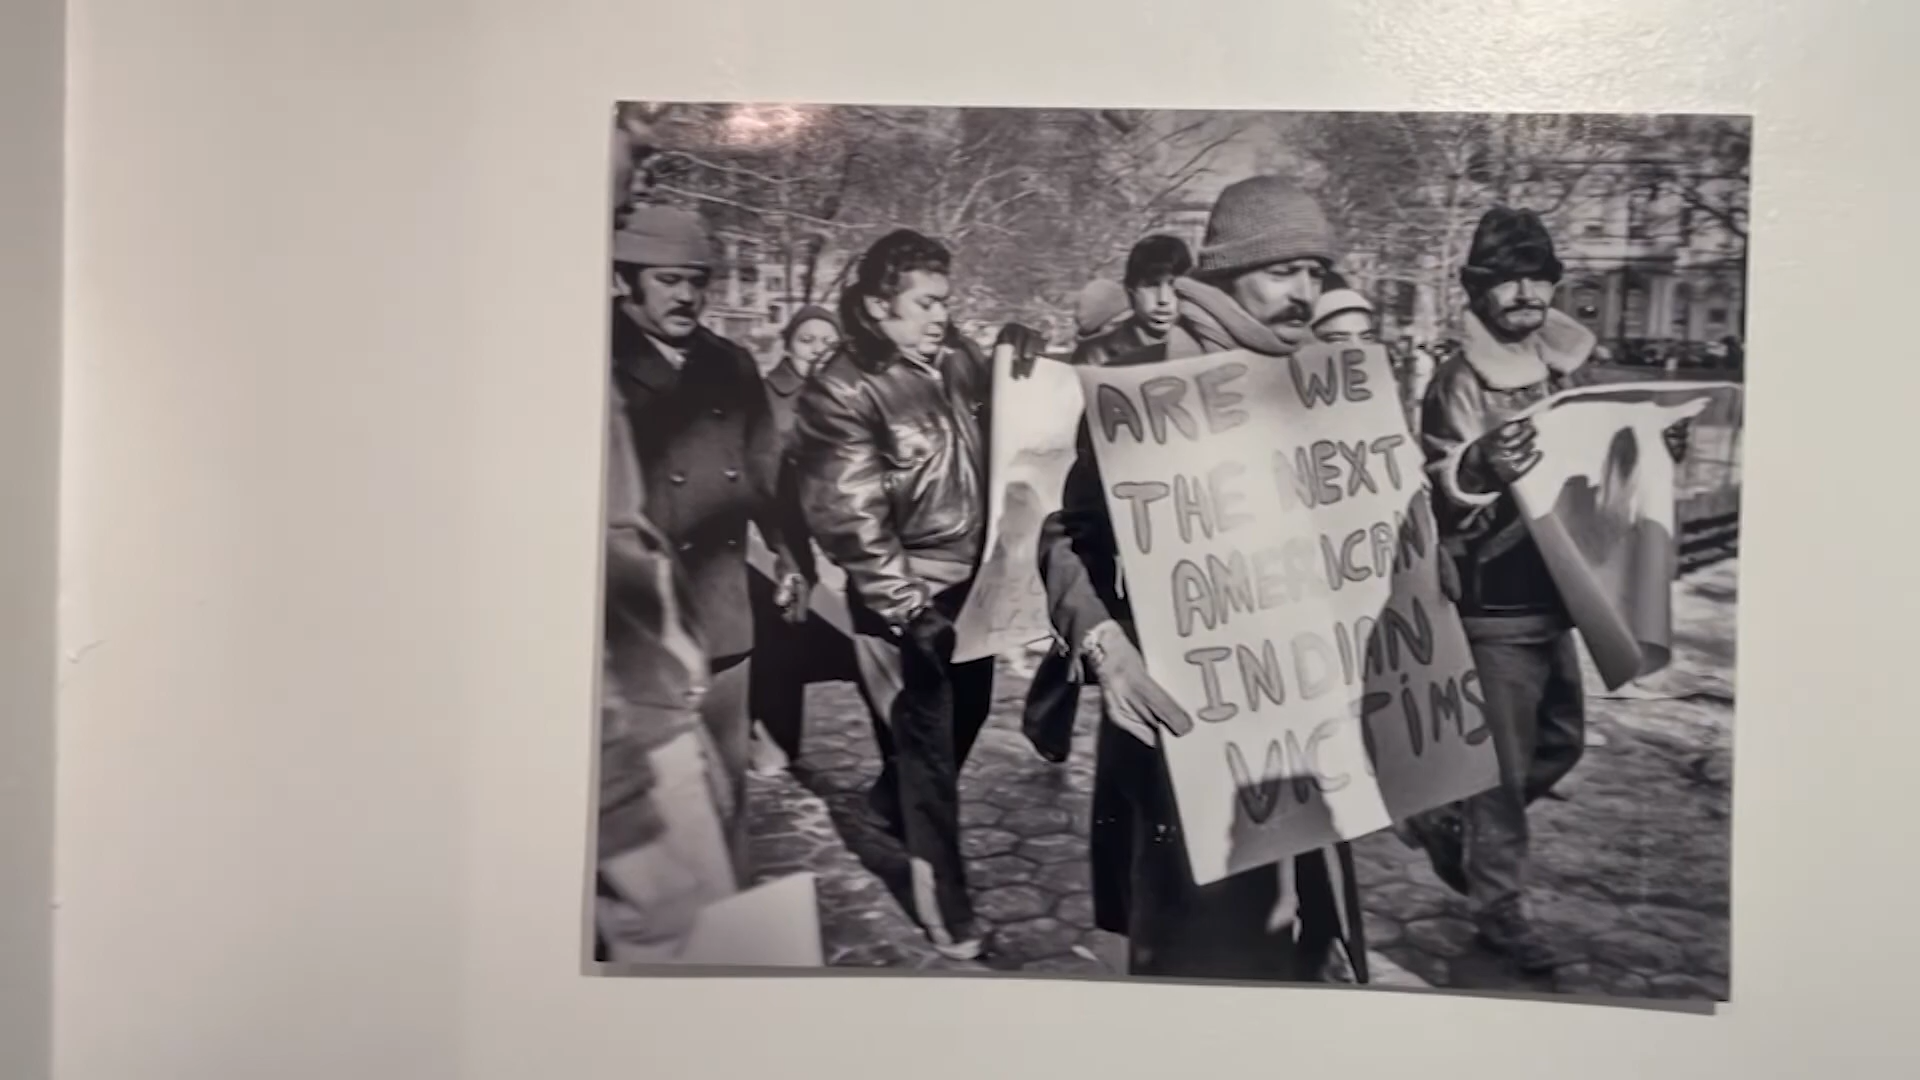 ARE WE
THE NEXT
AMERICAN
INDIAN
VICTiMS